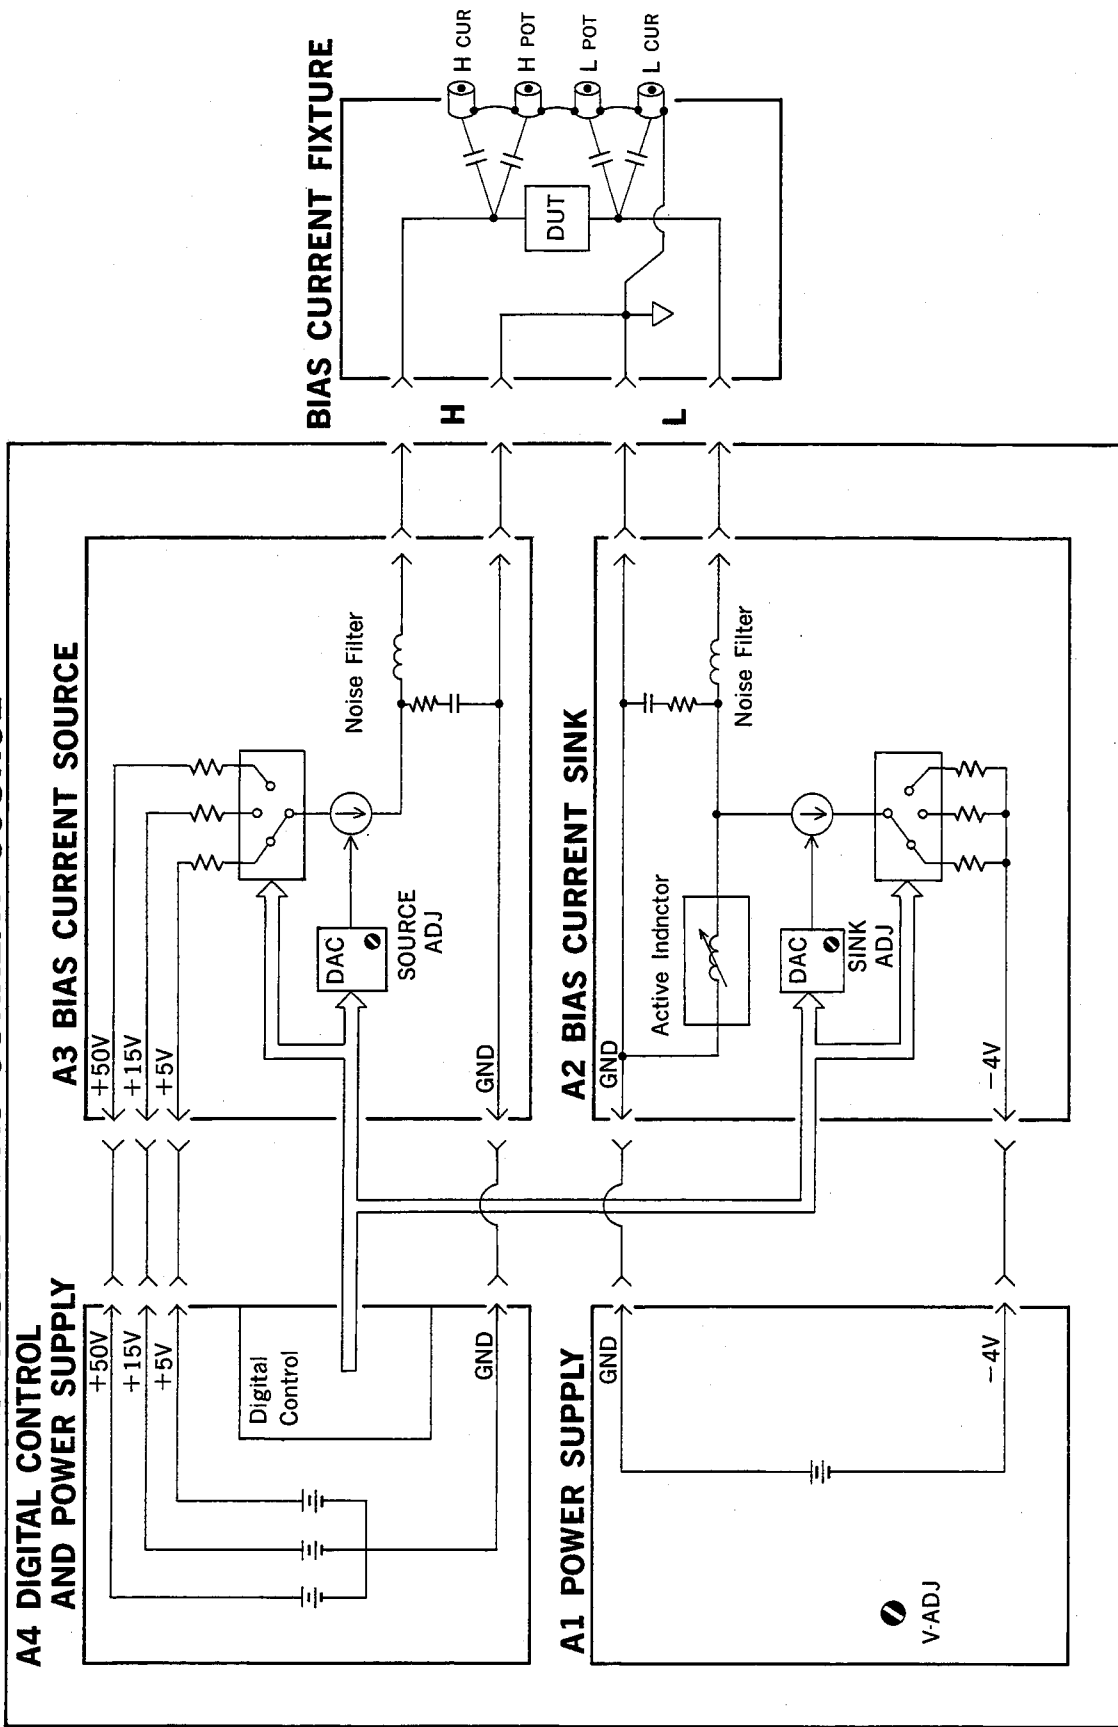 A4 DIGITAL CONTROL
AND POWER SUPPLY
+50V
+15V
+5V
Digital
Control
GND
A1 POWER SUPPLY
GND
−4V
V-ADJ
A3 BIAS CURRENT SOURCE
+50V
+15V
+5V
DAC
SOURCE
ADJ
Noise Filter
GND
A2 BIAS CURRENT SINK
GND
Active Indnctor
DAC
SINK
ADJ
Noise Filter
−4V
H
L
BIAS CURRENT FIXTURE
DUT
H CUR
H POT
L POT
L CUR